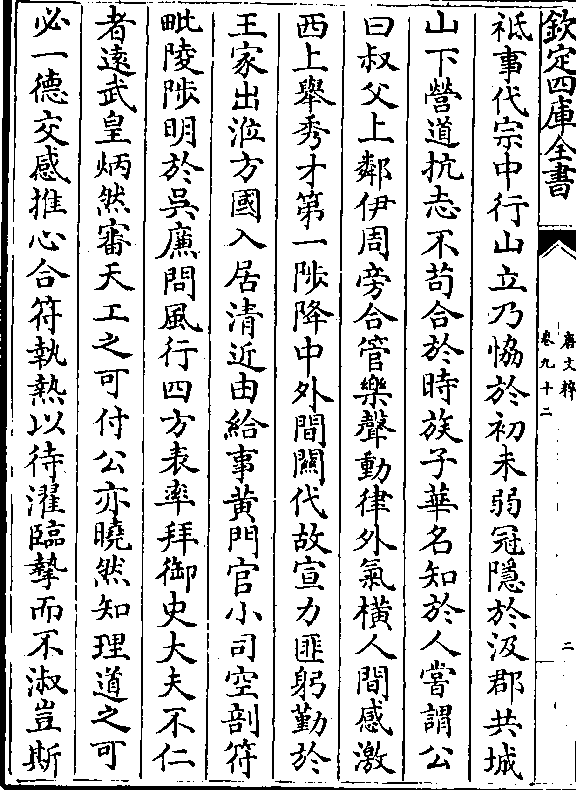 欽定四庫全書
唐文粹
卷九十二
二
祗事代宗中行山立乃恊於初未弱冠隱於汲郡共城
山下營道抗志不苟合於時族子華名知於人嘗謂公
曰叔父上鄰伊周旁合管樂聲動律外氣橫人間感激
西上舉秀才第一陟降中外間關代故宣力匪躬勤於
王家出涖方國入居清近由給事黃門官小司空剖符
毗陵陟明於吳廉問風行四方表率拜御史大夫不仁
者遠武皇炳然審天工之可付公亦曉然知理道之可
必一德交感推心合符執熱以待濯臨摯而不淑豈斯